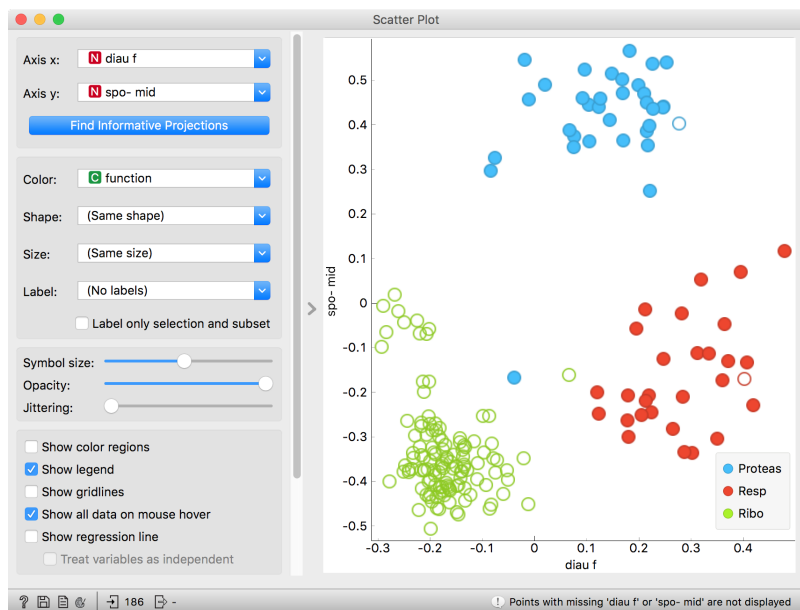 Scatter Plot
Axis x: N diau f
Axis y: N spo- mid
Find Informative Projections
Color: C function
Shape: (Same shape)
Size: (Same size)
Label: (No labels)
Label only selection and subset
Symbol size:
Opacity:
Jittering:
Show color regions
Show legend
Show gridlines
Show all data on mouse hover
Show regression line
Treat variables as independent
0.5
0.4
0.3
0.2
0.1
0
-0.1
-0.2
-0.3
-0.4
-0.5
spo- mid
Proteas
Resp
Ribo
-0.3 -0.2 -0.1 0 0.1 0.2 0.3 0.4
diau f
? 186 -
! Points with missing 'diau f' or 'spo- mid' are not displayed